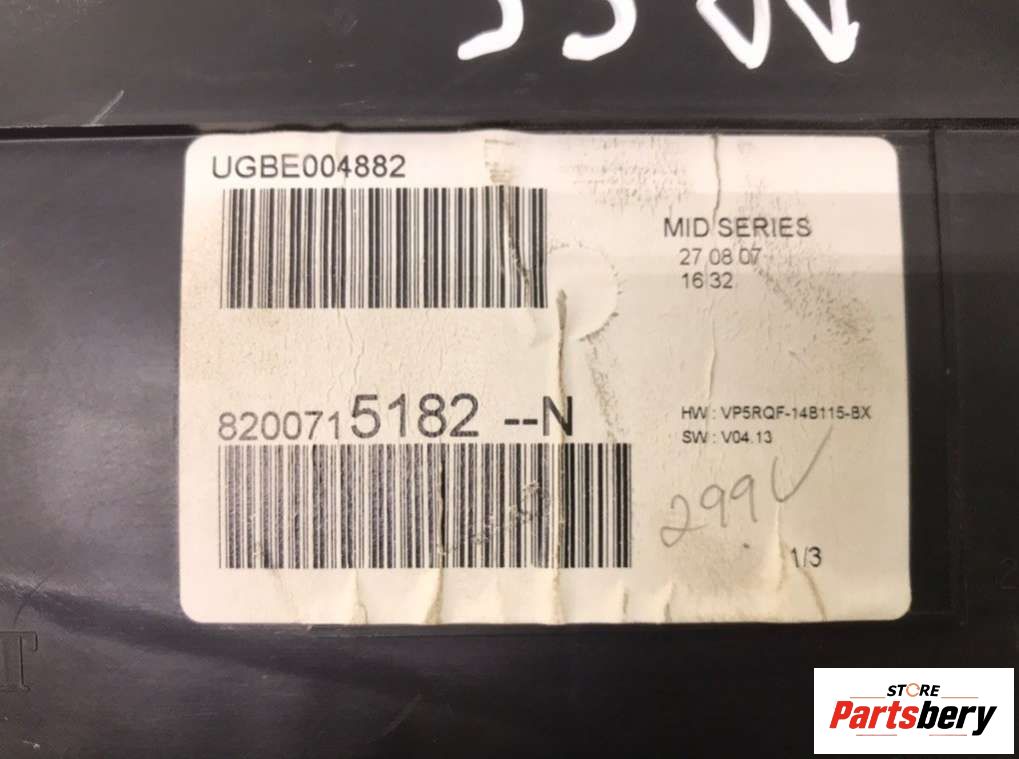 UGBE004882
MID SERIES
27 08 07
16 32
8200715182 --N
HW : VP5RQF-14B115-BX
SW : V04.13
299V
1/3
STORE
Partsbery